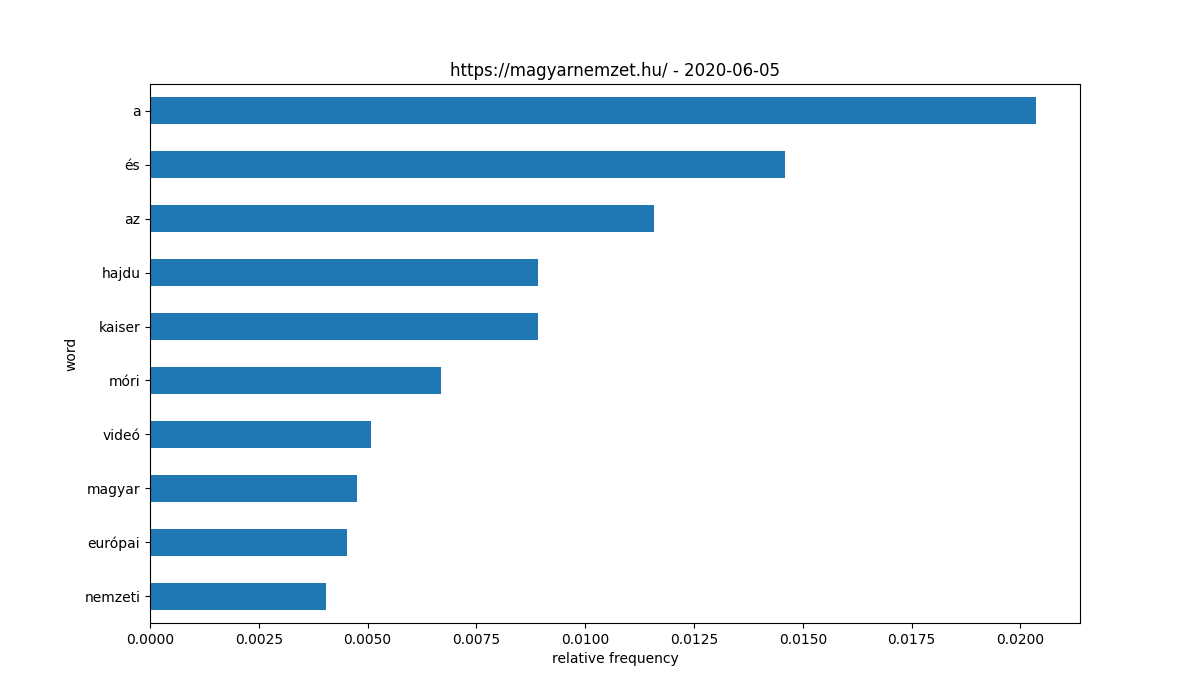 https://magyarnemzet.hu/ - 2020-06-05
a
és
az
hajdu
kaiser
móri
videó
magyar
európai
nemzeti
word
0.0000 0.0025 0.0050 0.0075 0.0100 0.0125 0.0150 0.0175 0.0200
relative frequency